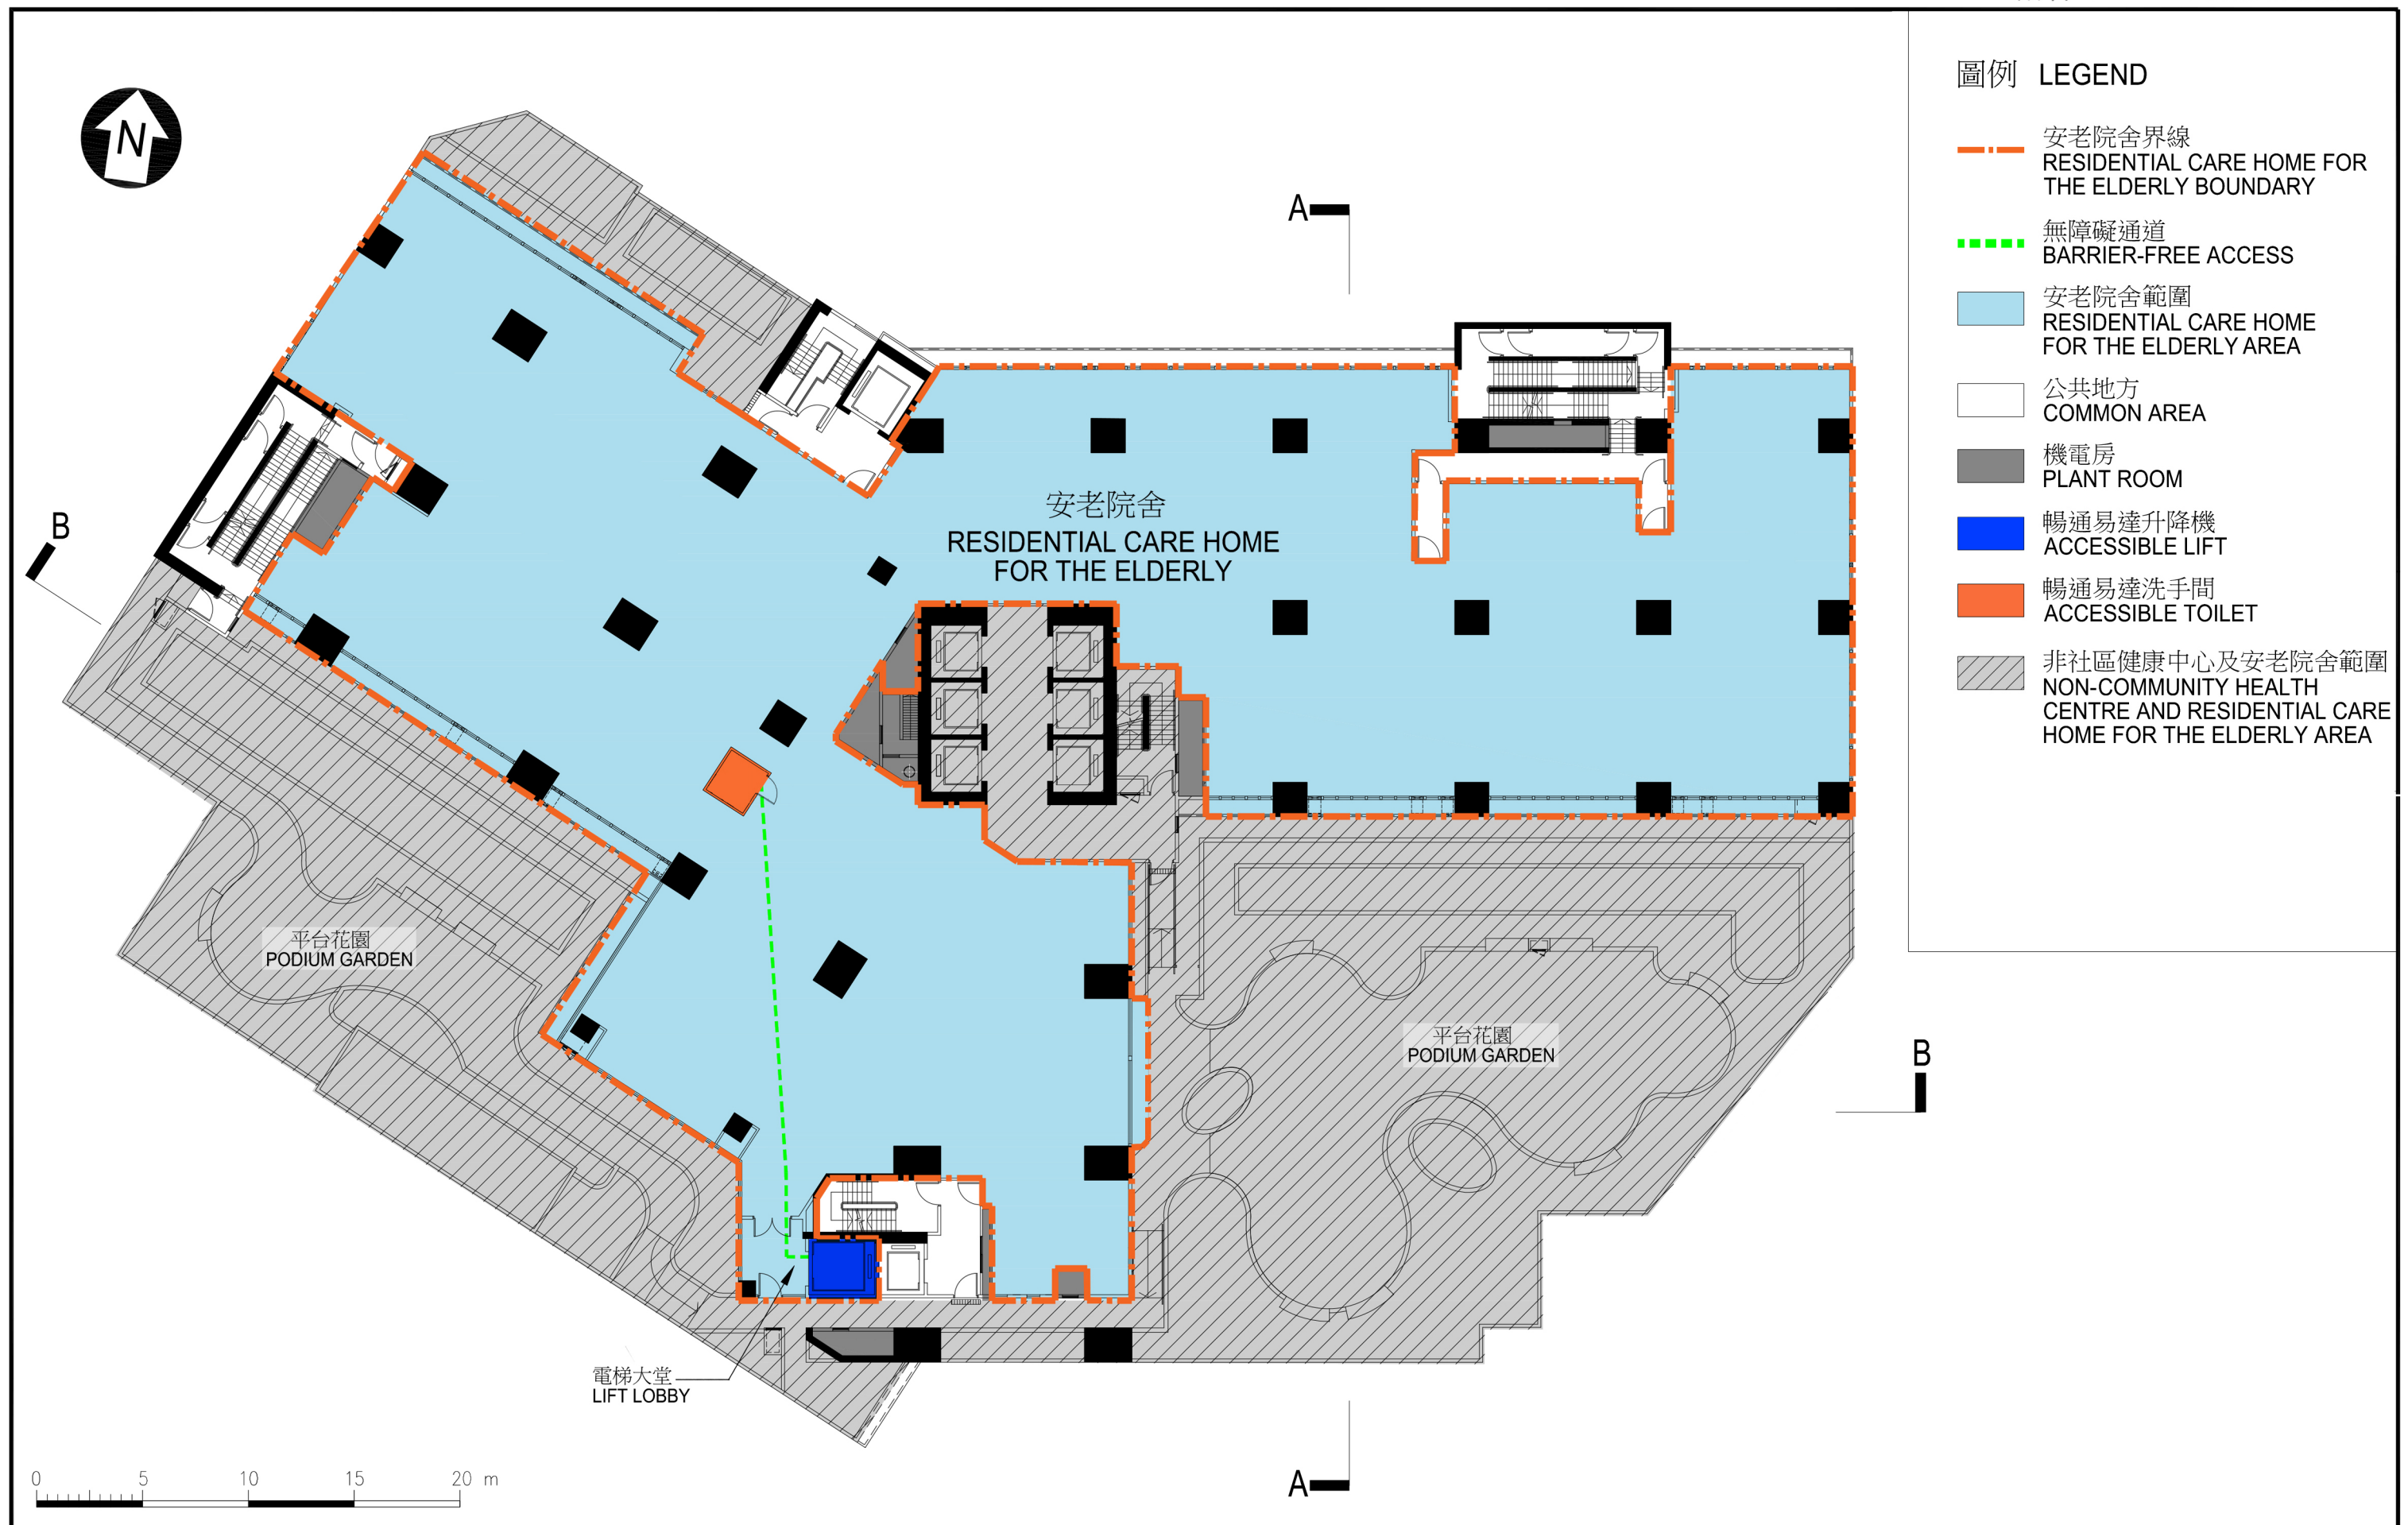 N
A
B
安老院舍
RESIDENTIAL CARE HOME
FOR THE ELDERLY
平台花園
PODIUM GARDEN
平台花園
PODIUM GARDEN
B
電梯大堂
LIFT LOBBY
A
0 5 10 15 20 m
圖例 LEGEND
安老院舍界線
RESIDENTIAL CARE HOME FOR
THE ELDERLY BOUNDARY
無障礙通道
BARRIER-FREE ACCESS
安老院舍範圍
RESIDENTIAL CARE HOME
FOR THE ELDERLY AREA
公共地方
COMMON AREA
機電房
PLANT ROOM
暢通易達升降機
ACCESSIBLE LIFT
暢通易達洗手間
ACCESSIBLE TOILET
非社區健康中心及安老院舍範圍
NON-COMMUNITY HEALTH
CENTRE AND RESIDENTIAL CARE
HOME FOR THE ELDERLY AREA